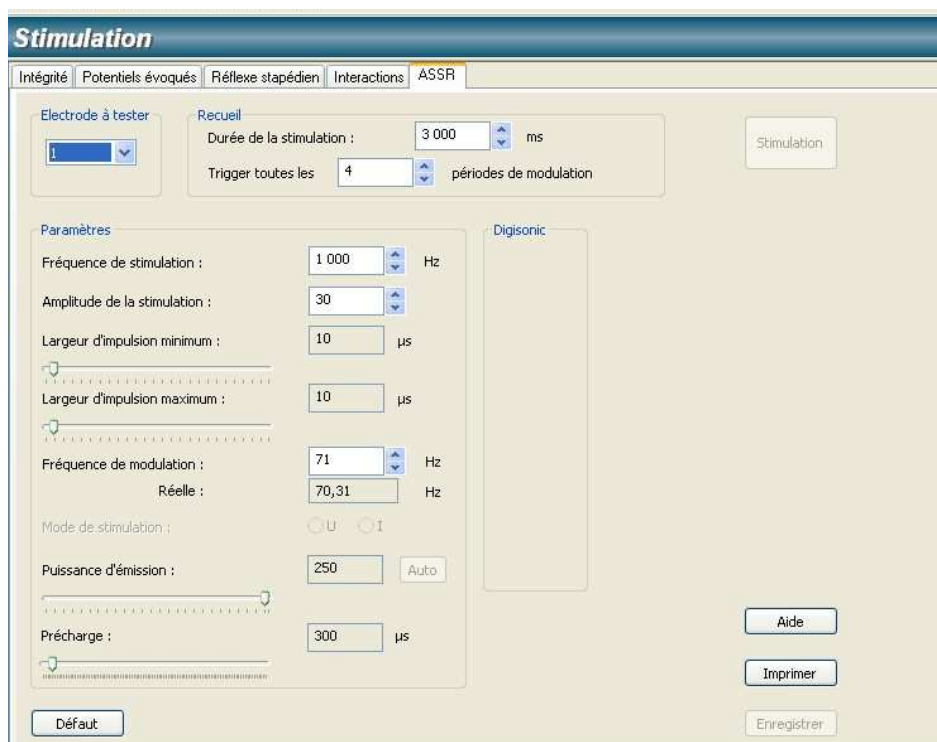 Stimulation
Intégrité Potentiels évoqués Réflexe stapédien Interactions ASSR
Electrode à tester
1
Recueil
Durée de la stimulation : 3 000 ms
Trigger toutes les 4 périodes de modulation
Stimulation
Paramètres
Fréquence de stimulation : 1 000 Hz
Amplitude de la stimulation : 30
Largeur d'impulsion minimum : 10 µs
Largeur d'impulsion maximum : 10 µs
Fréquence de modulation : 71 Hz
Réelle : 70,31 Hz
Mode de stimulation : U I
Puissance d'émission : 250 Auto
Précharge : 300 µs
Digisonic
Aide
Imprimer
Défaut
Enregistrer